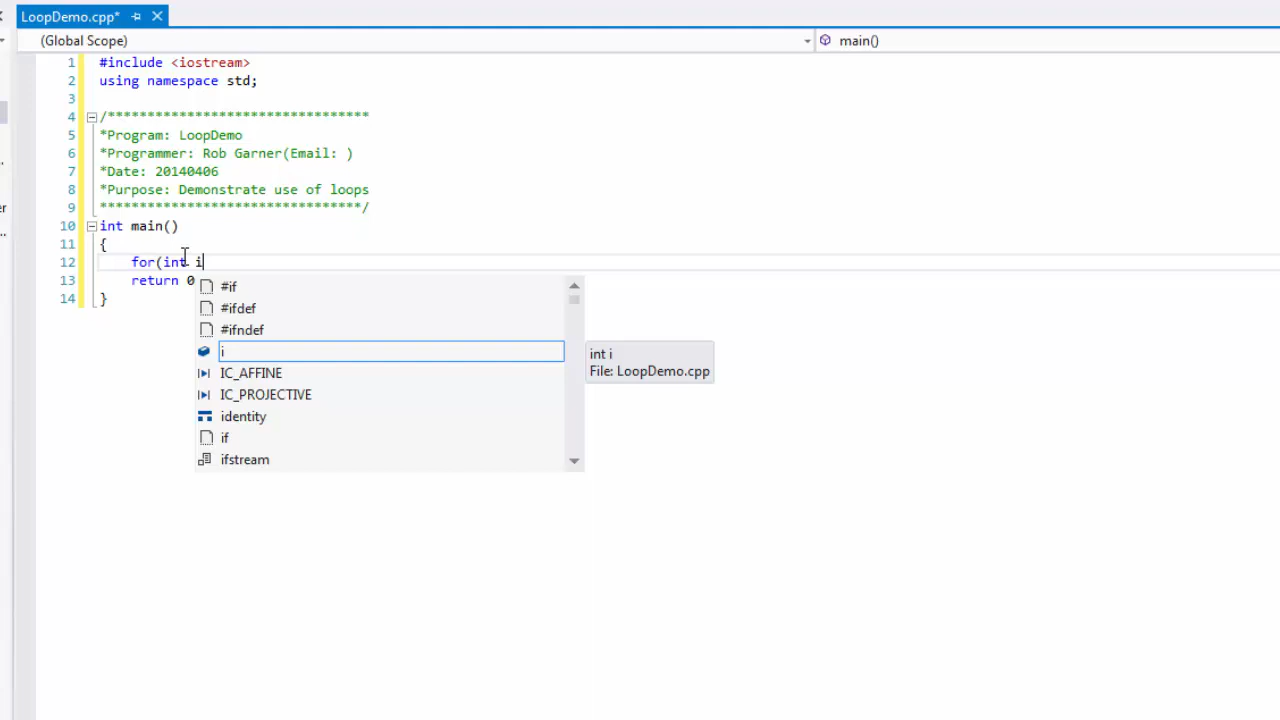 LoopDemo.cpp*
(Global Scope) main()
1 #include <iostream>
2 using namespace std;
3
4 /********************************
5 *Program: LoopDemo
6 *Programmer: Rob Garner(Email: )
7 *Date: 20140406
8 *Purpose: Demonstrate use of loops
9 ********************************/
10 int main()
11 {
12 for(int i
13 return 0
14 }
#if
#ifdef
#ifndef
i
IC_AFFINE
IC_PROJECTIVE
identity
if
ifstream
int i
File: LoopDemo.cpp